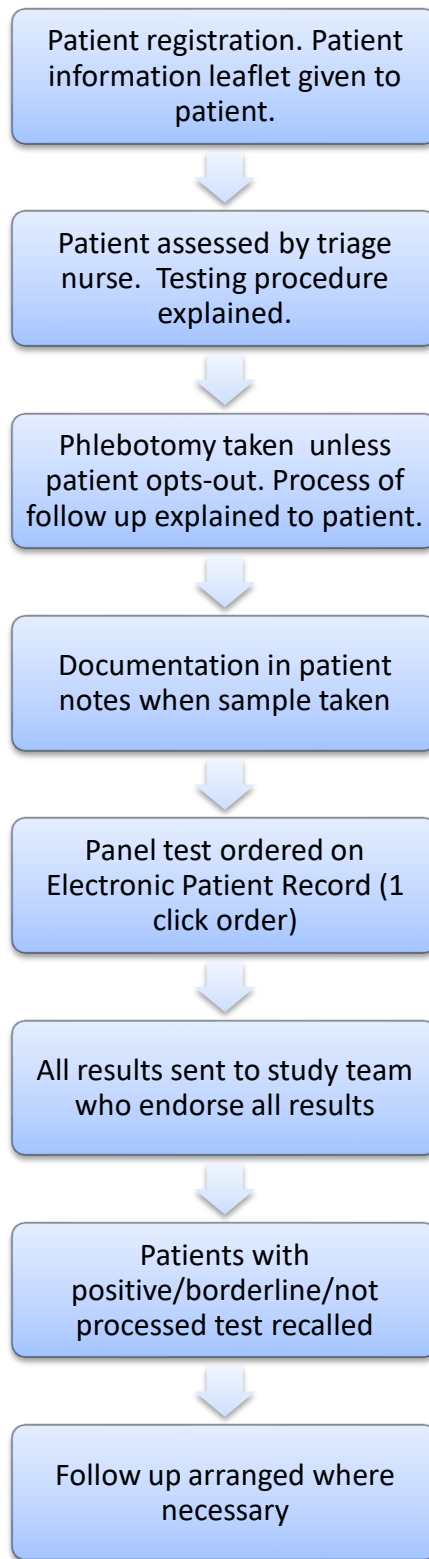 Patient registration. Patient
information leaflet given to
patient.
Patient assessed by triage
nurse.  Testing procedure
explained.
Phlebotomy taken  unless
patient opts-out. Process of
follow up explained to patient.
Documentation in patient
notes when sample taken
Panel test ordered on
Electronic Patient Record (1
click order)
All results sent to study team
who endorse all results
Patients with
positive/borderline/not
processed test recalled
Follow up arranged where
necessary